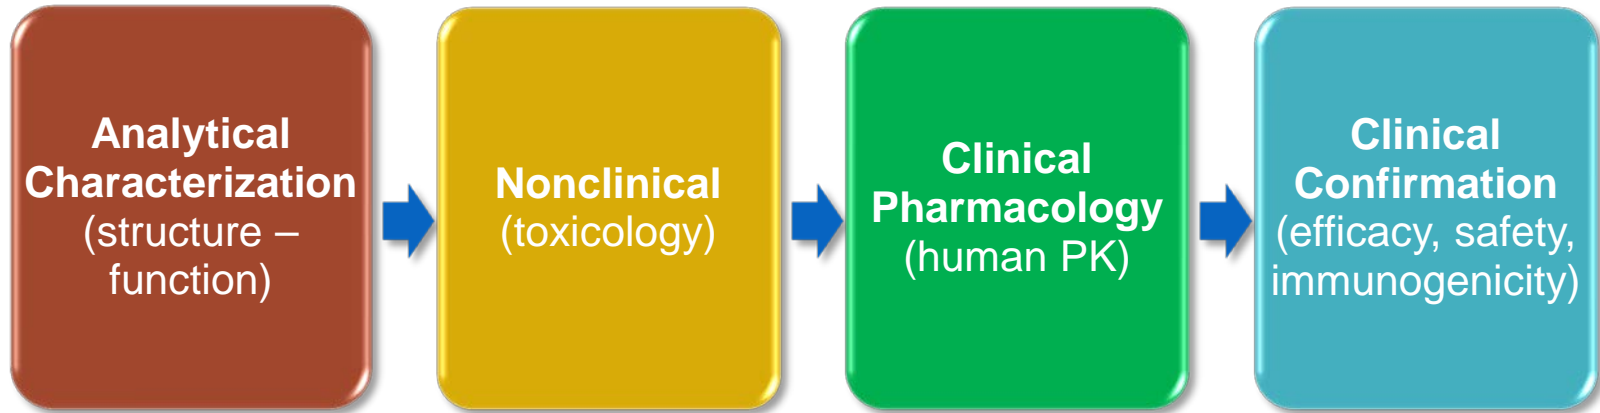 Analytical
Characterization
(structure –
function)
Nonclinical
(toxicology)
Clinical
Pharmacology
(human PK)
Clinical
Confirmation
(efficacy, safety,
immunogenicity)